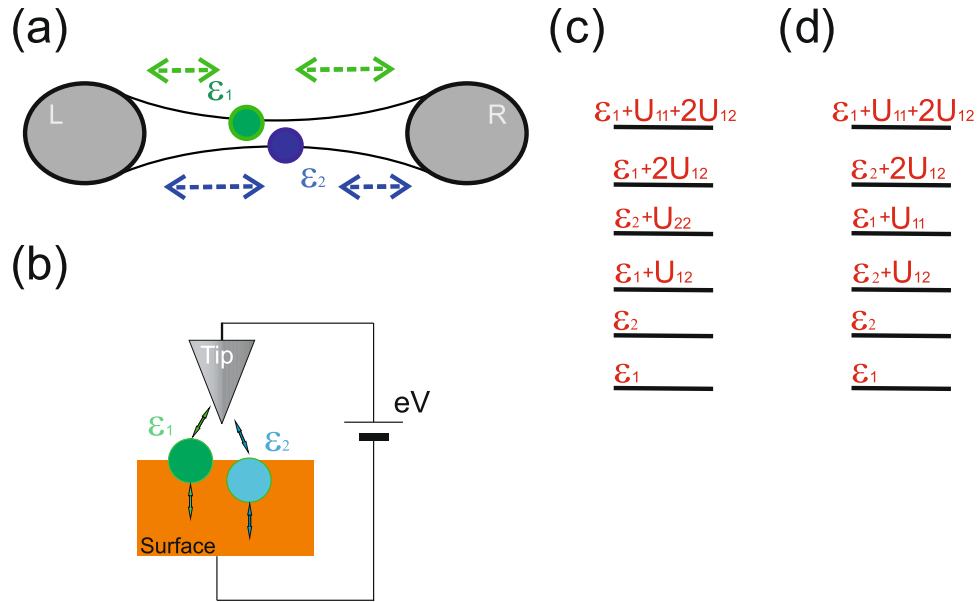 (a)
L
ε1
R
ε2
(b)
Tip
ε1
ε2
eV
Surface
(c)
ε1+U11+2U12
ε1+2U12
ε2+U22
ε1+U12
ε2
ε1
(d)
ε1+U11+2U12
ε2+2U12
ε1+U11
ε2+U12
ε2
ε1